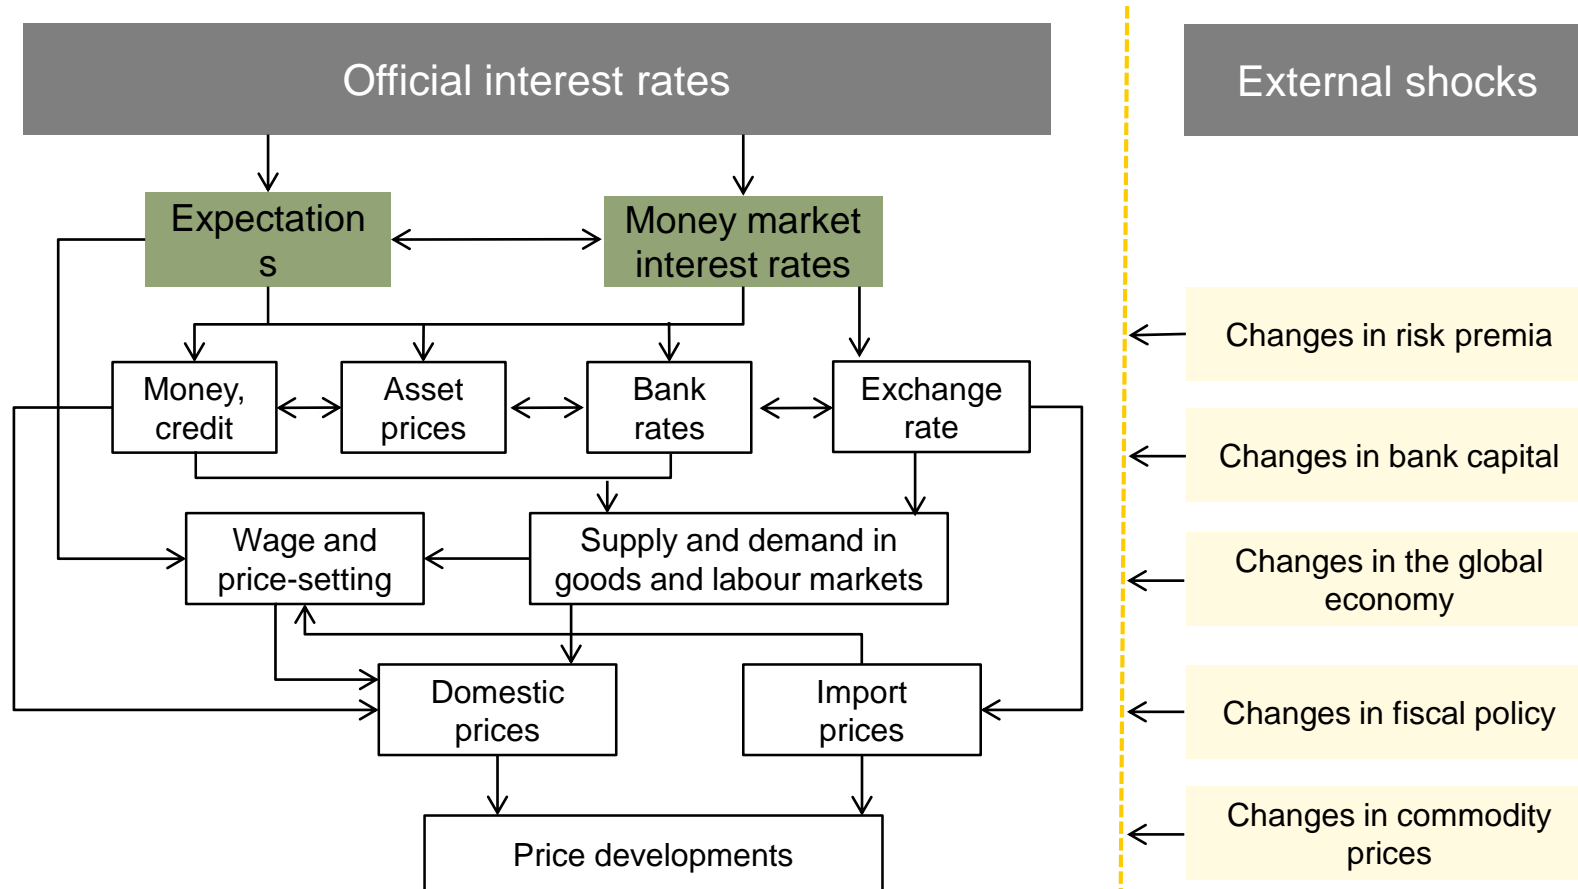 Official interest rates
External shocks
Expectation
s
Money market
interest rates
Changes in risk premia
Money,
credit
Asset
prices
Bank
rates
Exchange
rate
Changes in bank capital
Wage and
price-setting
Supply and demand in
goods and labour markets
Changes in the global
economy
Domestic
prices
Import
prices
Changes in fiscal policy
Price developments
Changes in commodity
prices